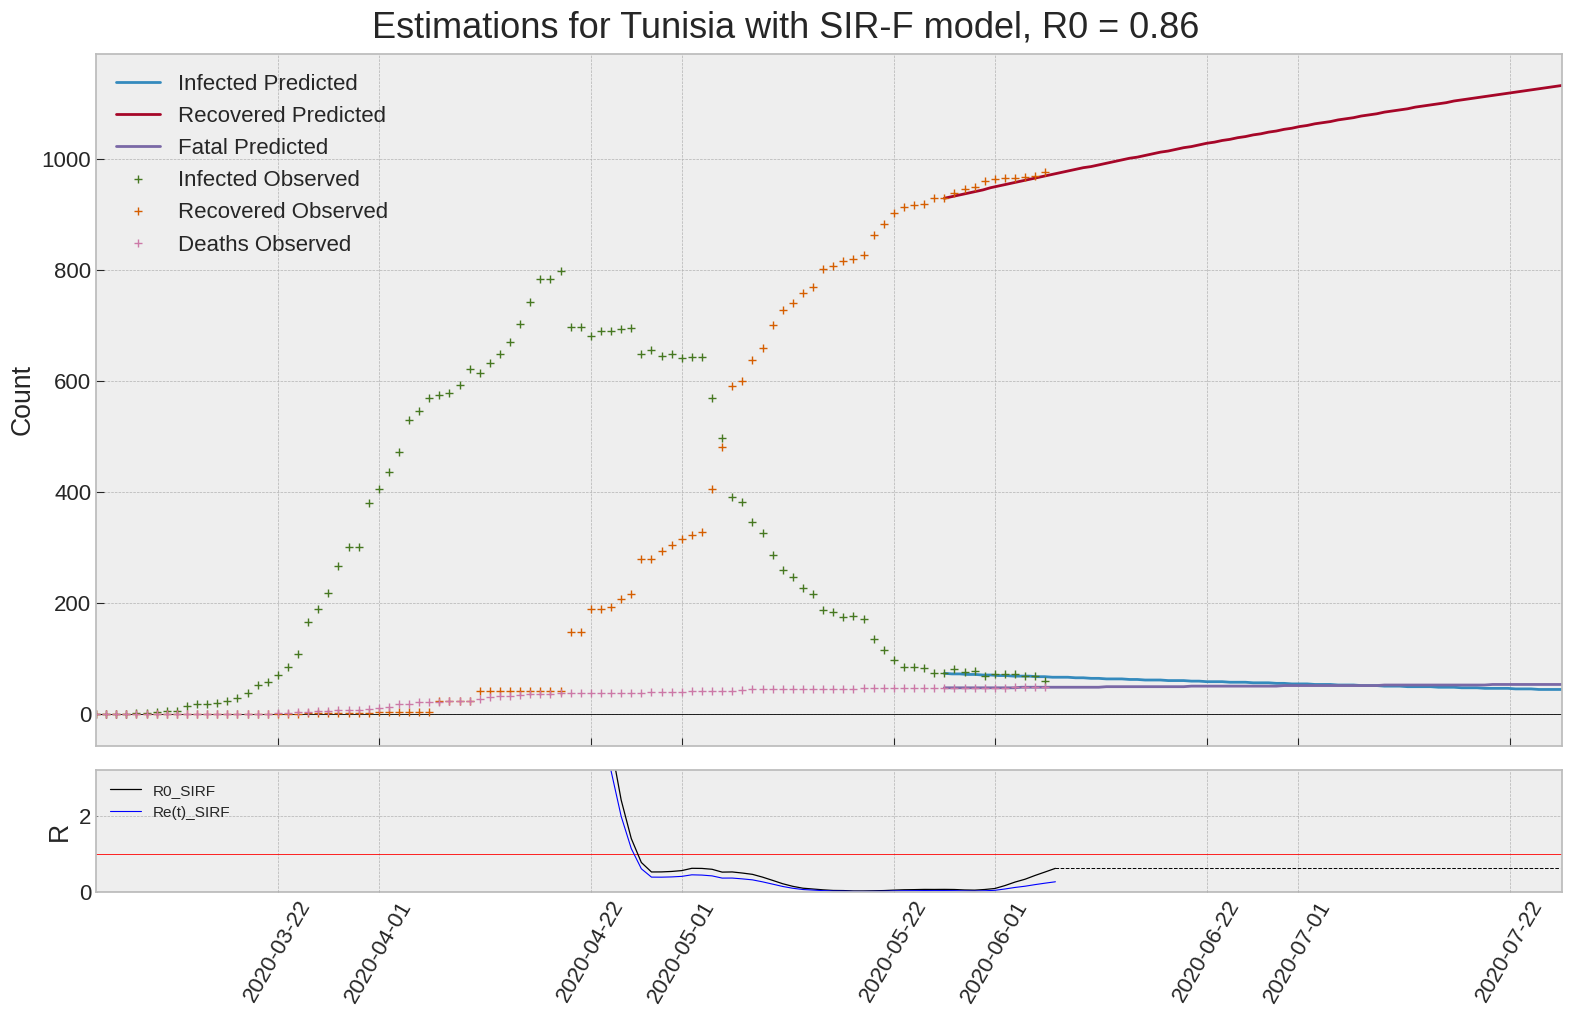 Estimations for Tunisia with SIR-F model, R0 = 0.86
Infected Predicted
Recovered Predicted
Fatal Predicted
Infected Observed
Recovered Observed
Deaths Observed
1000
800
600
400
200
0
Count
R0_SIRF
Re(t)_SIRF
2
0
R
2020-03-22
2020-04-01
2020-04-22
2020-05-01
2020-05-22
2020-06-01
2020-06-22
2020-07-01
2020-07-22